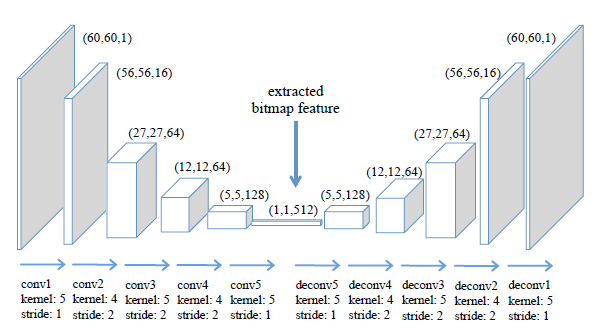 (60,60,1)
(56,56,16)
(27,27,64)
(12,12,64)
(5,5,128)
(1,1,512)
extracted
bitmap feature
(5,5,128)
(12,12,64)
(27,27,64)
(56,56,16)
(60,60,1)
conv1
kernel: 5
stride: 1
conv2
kernel: 4
stride: 2
conv3
kernel: 5
stride: 2
conv4
kernel: 4
stride: 2
conv5
kernel: 5
stride: 1
deconv5
kernel: 5
stride: 1
deconv4
kernel: 4
stride: 2
deconv3
kernel: 5
stride: 2
deconv2
kernel: 4
stride: 2
deconv1
kernel: 5
stride: 1